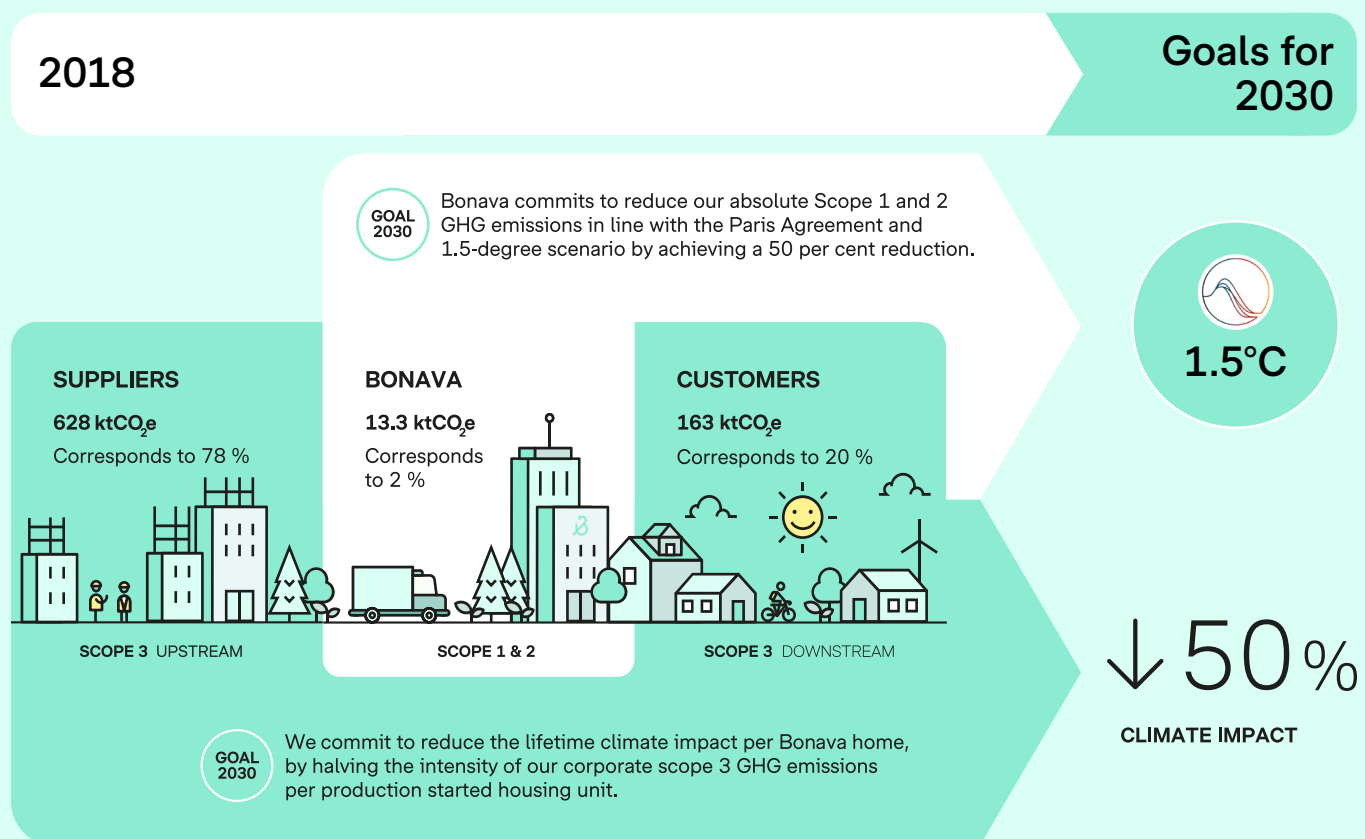 2018
Goals for
2030
GOAL
2030
Bonava commits to reduce our absolute Scope 1 and 2
GHG emissions in line with the Paris Agreement and
1.5-degree scenario by achieving a 50 per cent reduction.
1.5°C
SUPPLIERS
628 ktCO₂e
Corresponds to 78 %
BONAVA
13.3 ktCO₂e
Corresponds
to 2 %
CUSTOMERS
163 ktCO₂e
Corresponds to 20 %
SCOPE 3 UPSTREAM
SCOPE 1 & 2
SCOPE 3 DOWNSTREAM
↓50 %
CLIMATE IMPACT
GOAL
2030
We commit to reduce the lifetime climate impact per Bonava home,
by halving the intensity of our corporate scope 3 GHG emissions
per production started housing unit.